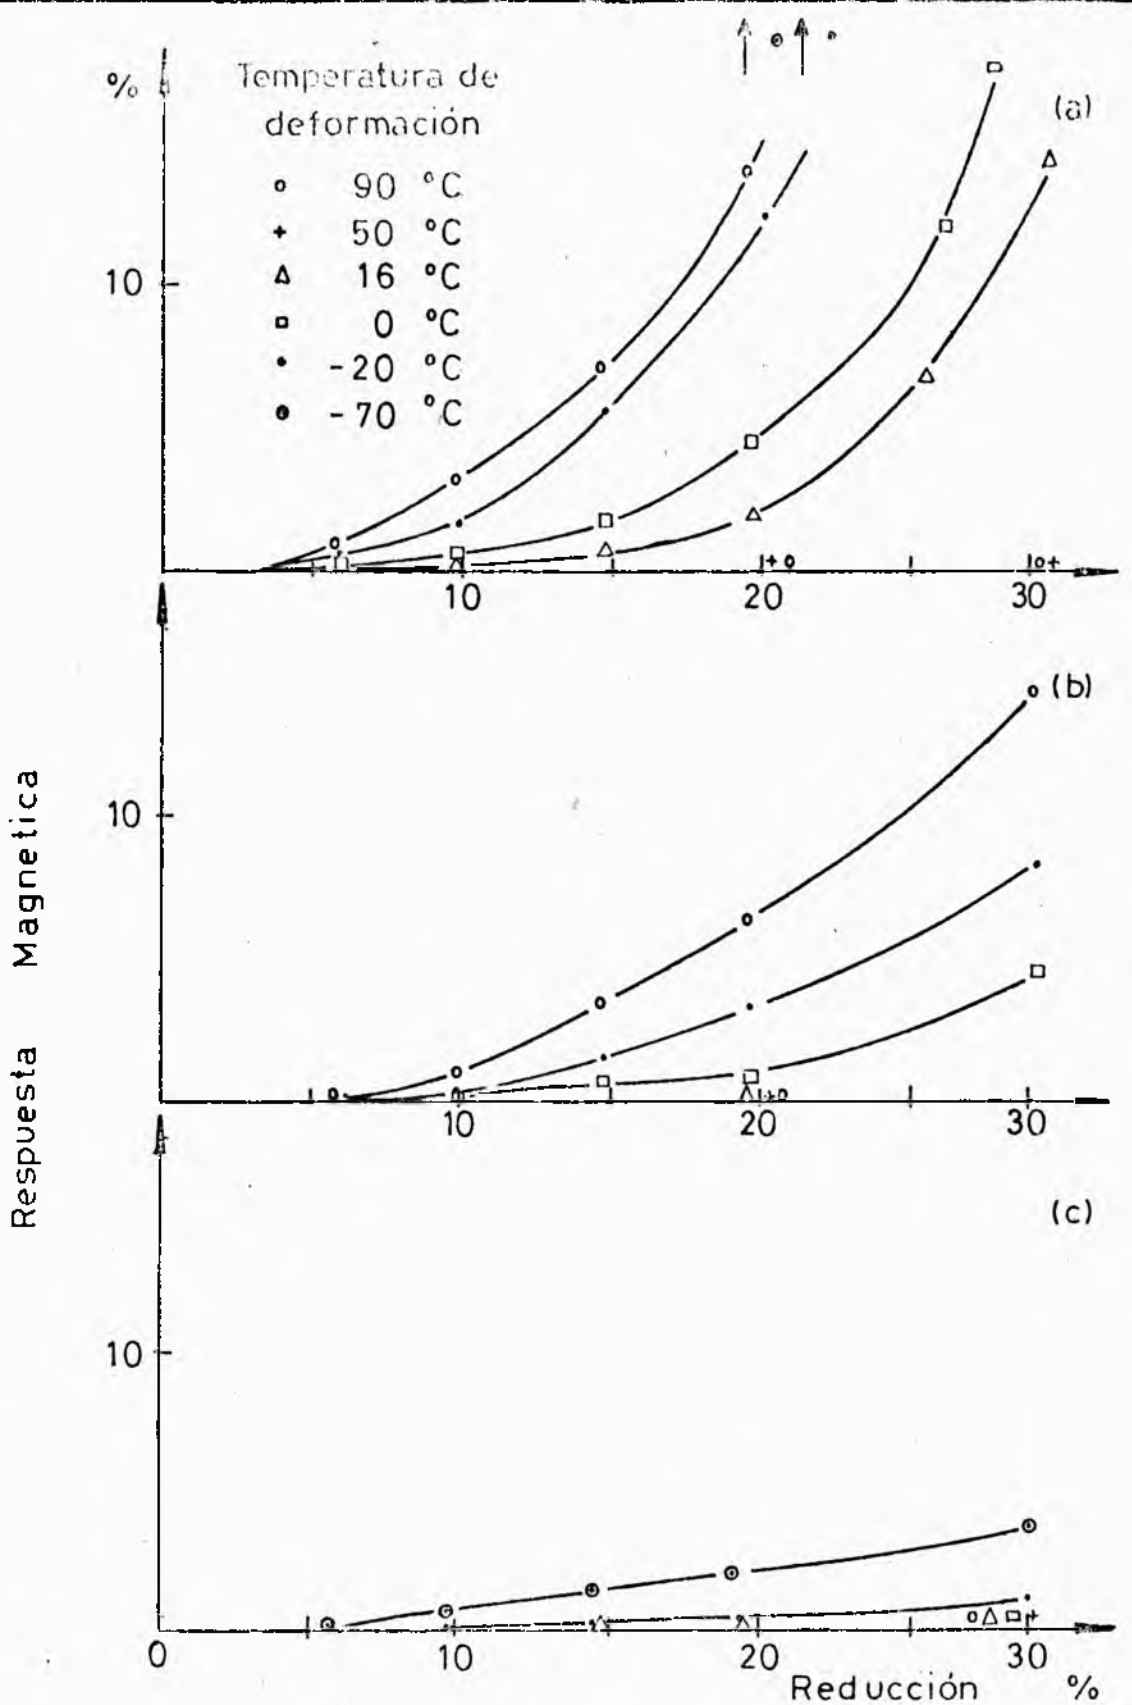 %
Temperatura de
deformación
90 °C
50 °C
16 °C
0 °C
-20 °C
-70 °C
(a)
10
10
20
30
(b)
10
10
20
30
Respuesta Magnetica
(c)
10
0
10
20
30
Reducción %